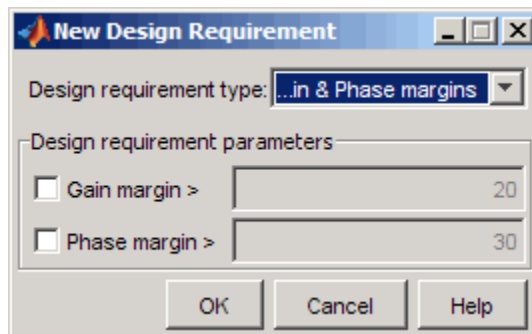 New Design Requirement
Design requirement type: ...in & Phase margins
Design requirement parameters
Gain margin > 20
Phase margin > 30
OK Cancel Help